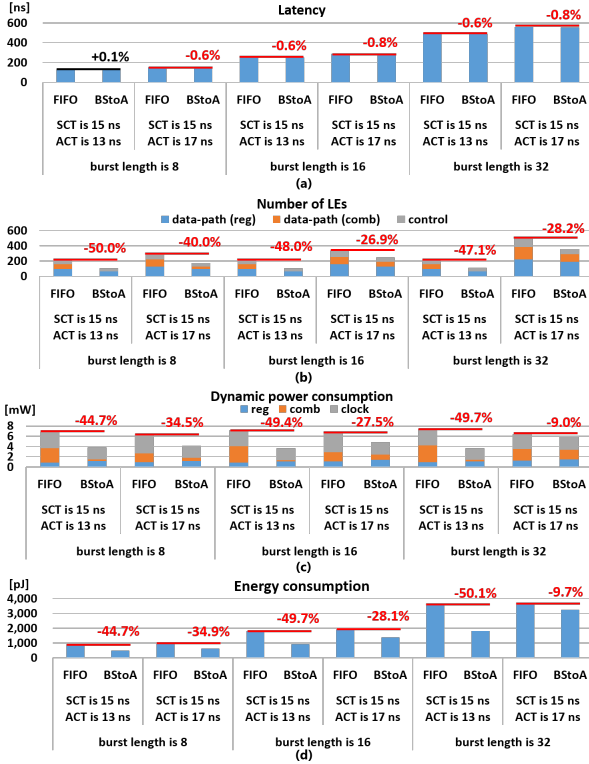 [ns]
Latency
600
400
200
0
+0.1%
-0.6%
-0.6%
-0.8%
-0.6%
-0.8%
FIFO BStoA FIFO BStoA FIFO BStoA FIFO BStoA FIFO BStoA FIFO BStoA
SCT is 15 ns SCT is 15 ns SCT is 15 ns SCT is 15 ns SCT is 15 ns SCT is 15 ns
ACT is 13 ns ACT is 17 ns ACT is 13 ns ACT is 17 ns ACT is 13 ns ACT is 17 ns
burst length is 8 burst length is 16 burst length is 32
(a)
Number of LEs
data-path (reg) data-path (comb) control
600
400
200
0
-50.0%
-40.0%
-48.0%
-26.9%
-47.1%
-28.2%
FIFO BStoA FIFO BStoA FIFO BStoA FIFO BStoA FIFO BStoA FIFO BStoA
SCT is 15 ns SCT is 15 ns SCT is 15 ns SCT is 15 ns SCT is 15 ns SCT is 15 ns
ACT is 13 ns ACT is 17 ns ACT is 13 ns ACT is 17 ns ACT is 13 ns ACT is 17 ns
burst length is 8 burst length is 16 burst length is 32
(b)
Dynamic power consumption
[mW]
reg comb clock
8
6
4
2
0
-44.7%
-34.5%
-49.4%
-27.5%
-49.7%
-9.0%
FIFO BStoA FIFO BStoA FIFO BStoA FIFO BStoA FIFO BStoA FIFO BStoA
SCT is 15 ns SCT is 15 ns SCT is 15 ns SCT is 15 ns SCT is 15 ns SCT is 15 ns
ACT is 13 ns ACT is 17 ns ACT is 13 ns ACT is 17 ns ACT is 13 ns ACT is 17 ns
burst length is 8 burst length is 16 burst length is 32
(c)
[pJ]
Energy consumption
4,000
3,000
2,000
1,000
0
-44.7%
-34.9%
-49.7%
-28.1%
-50.1%
-9.7%
FIFO BStoA FIFO BStoA FIFO BStoA FIFO BStoA FIFO BStoA FIFO BStoA
SCT is 15 ns SCT is 15 ns SCT is 15 ns SCT is 15 ns SCT is 15 ns SCT is 15 ns
ACT is 13 ns ACT is 17 ns ACT is 13 ns ACT is 17 ns ACT is 13 ns ACT is 17 ns
burst length is 8 burst length is 16 burst length is 32
(d)